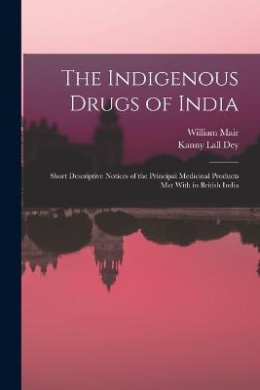 The Indigenous
Drugs of India
William Mair
Kanny Lall Dey
Short Descriptive Notices of the Principal Medicinal Products
Met With in British India